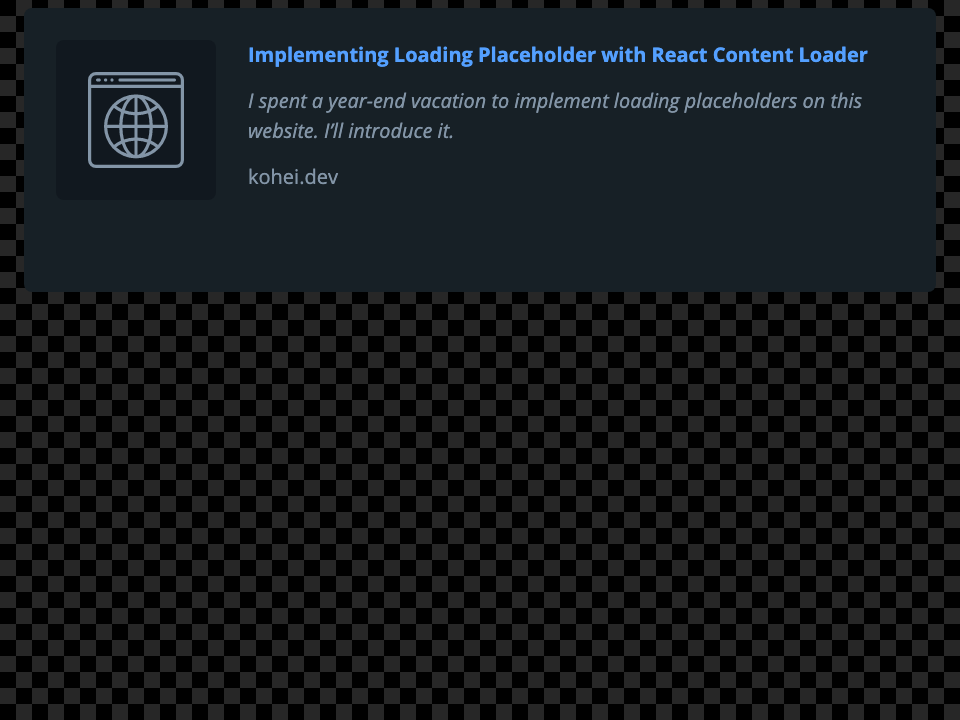 Implementing Loading Placeholder with React Content Loader
I spent a year-end vacation to implement loading placeholders on this
website. I’ll introduce it.
kohei.dev